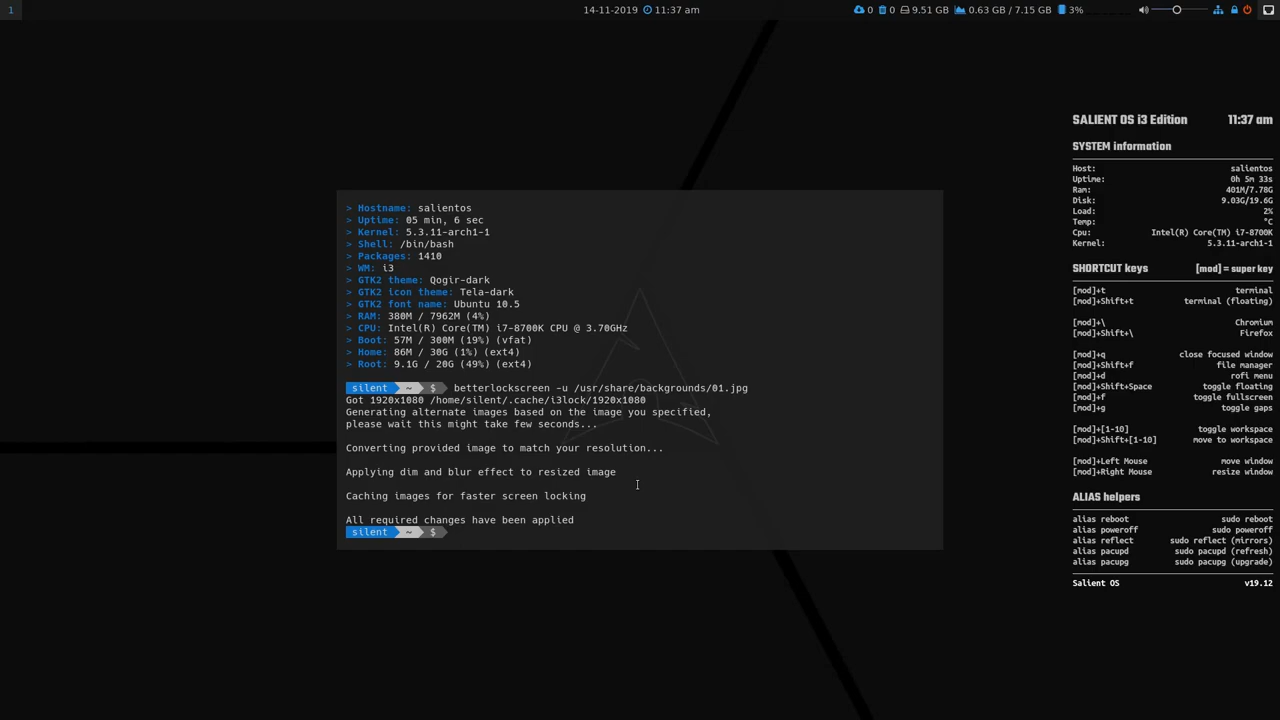 1
14-11-2019 11:37 am
0 0 9.51 GB 0.63 GB / 7.15 GB 3%
> Hostname: salientos
> Uptime: 05 min, 6 sec
> Kernel: 5.3.11-arch1-1
> Shell: /bin/bash
> Packages: 1410
> WM: i3
> GTK2 theme: Qogir-dark
> GTK2 icon theme: Tela-dark
> GTK2 font name: Ubuntu 10.5
> RAM: 380M / 7962M (4%)
> CPU: Intel(R) Core(TM) i7-8700K CPU @ 3.70GHz
> Boot: 57M / 300M (19%) (vfat)
> Home: 86M / 30G (1%) (ext4)
> Root: 9.1G / 20G (49%) (ext4)
silent ~ $ betterlockscreen -u /usr/share/backgrounds/01.jpg
Got 1920x1080 /home/silent/.cache/i3lock/1920x1080
Generating alternate images based on the image you specified,
please wait this might take few seconds...
Converting provided image to match your resolution...
Applying dim and blur effect to resized image
Caching images for faster screen locking
All required changes have been applied
silent ~ $
SALIENT OS i3 Edition 11:37 am
SYSTEM information
Host: salientos
Uptime: 0h 5m 33s
Ram: 401M/7.78G
Disk: 9.03G/19.6G
Load: 2%
Temp: °C
Cpu: Intel(R) Core(TM) i7-8700K
Kernel: 5.3.11-arch1-1
SHORTCUT keys [mod] = super key
[mod]+t terminal
[mod]+Shift+t terminal (floating)
[mod]+\ Chromium
[mod]+Shift+\ Firefox
[mod]+q close focused window
[mod]+Shift+f file manager
[mod]+d rofi menu
[mod]+Shift+Space toggle floating
[mod]+f toggle fullscreen
[mod]+g toggle gaps
[mod]+[1-10] toggle workspace
[mod]+Shift+[1-10] move to workspace
[mod]+Left Mouse move window
[mod]+Right Mouse resize window
ALIAS helpers
alias reboot sudo reboot
alias poweroff sudo poweroff
alias reflect sudo reflect (mirrors)
alias pacupd sudo pacupd (refresh)
alias pacupg sudo pacupg (upgrade)
Salient OS v19.12